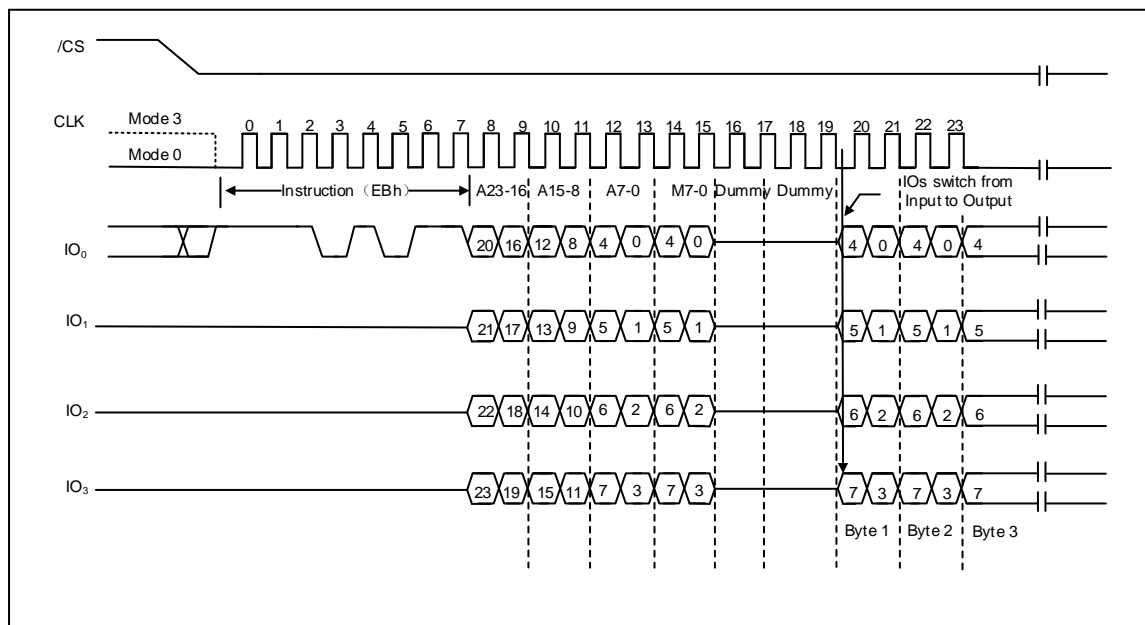 /CS
CLK
Mode 3
0 1 2 3 4 5 6 7 8 9 10 11 12 13 14 15 16 17 18 19 20 21 22 23
Mode 0
Instruction（EBh） A23-16 A15-8 A7-0 M7-0 Dummy Dummy
IOs switch from
Input to Output
IO0 20 16 12 8 4 0 4 0 4 0 4 0 4
IO1 21 17 13 9 5 1 5 1 5 1 5 1 5
IO2 22 18 14 10 6 2 6 2 6 2 6 2 6
IO3 23 19 15 11 7 3 7 3 7 3 7 3 7
Byte 1 Byte 2 Byte 3